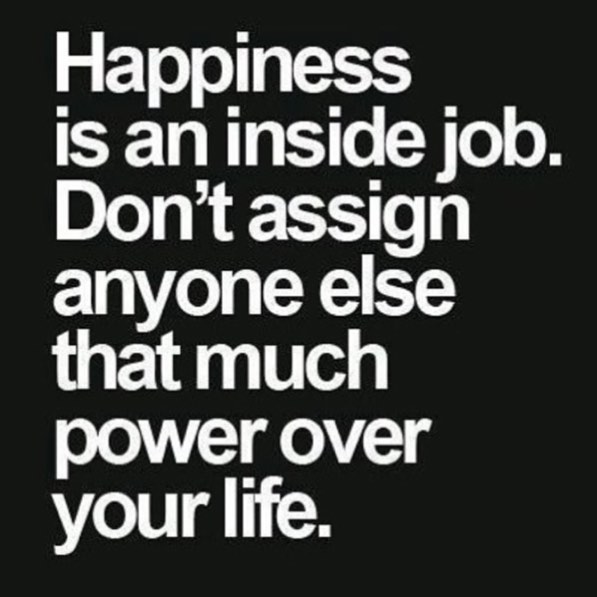 Happiness
is an inside job.
Don't assign
anyone else
that much
power over
your life.